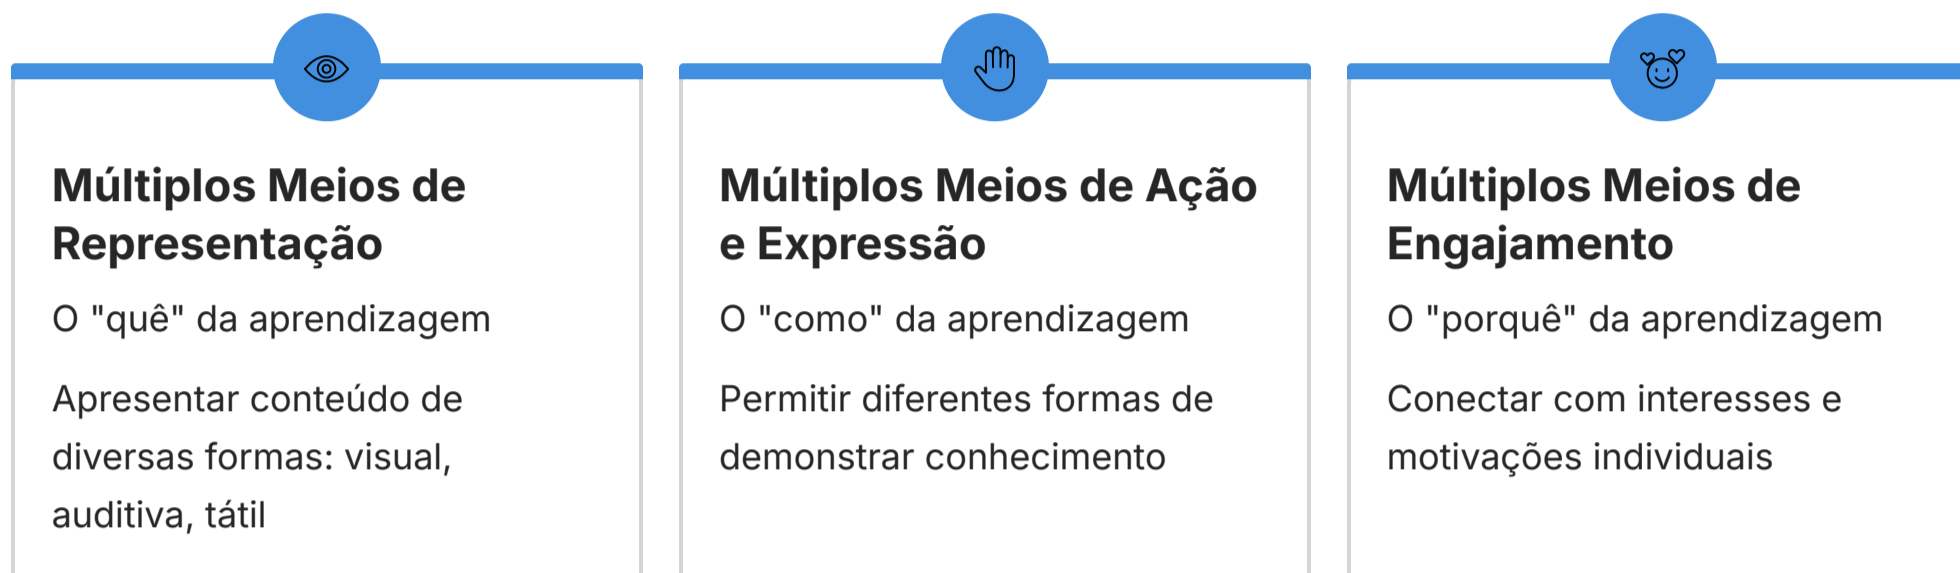 Múltiplos Meios de
Representação
O "quê" da aprendizagem
Apresentar conteúdo de
diversas formas: visual,
auditiva, tátil
Múltiplos Meios de Ação
e Expressão
O "como" da aprendizagem
Permitir diferentes formas de
demonstrar conhecimento
Múltiplos Meios de
Engajamento
O "porquê" da aprendizagem
Conectar com interesses e
motivações individuais